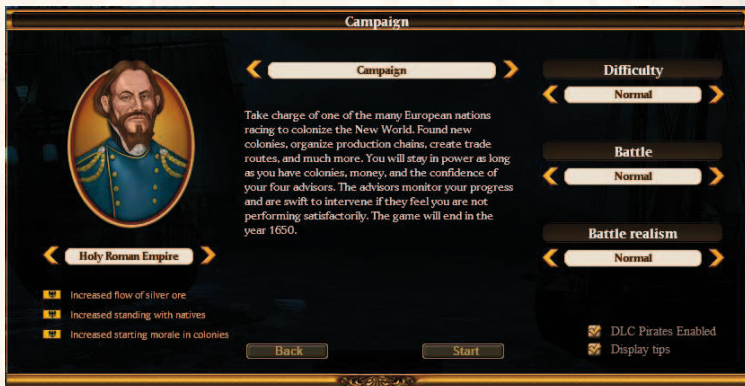 Campaign
Campaign
Take charge of one of the many European nations
racing to colonize the New World. Found new
colonies, organize production chains, create trade
routes, and much more. You will stay in power as long
as you have colonies, money, and the confidence of
your four advisors. The advisors monitor your progress
and are swift to intervene if they feel you are not
performing satisfactorily. The game will end in the
year 1650.
Holy Roman Empire
Increased flow of silver ore
Increased standing with natives
Increased starting morale in colonies
Difficulty
Normal
Battle
Normal
Battle realism
Normal
DLC Pirates Enabled
Display tips
Back
Start